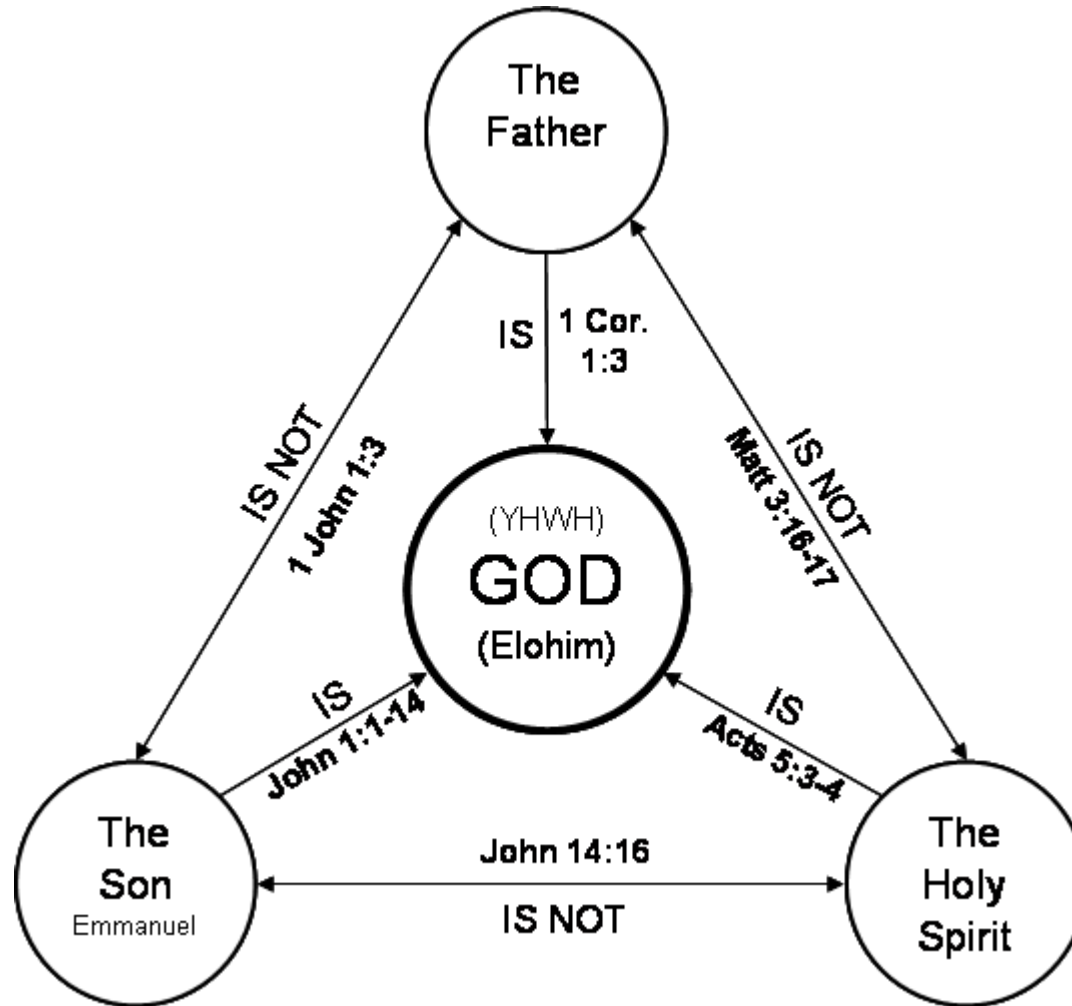 The
Father
IS
1 Cor.
1:3
IS NOT
1 John 1:3
IS NOT
Matt 3:16-17
(YHWH)
GOD
(Elohim)
IS
John 1:1-14
IS
Acts 5:3-4
The
Son
Emmanuel
John 14:16
IS NOT
The
Holy
Spirit